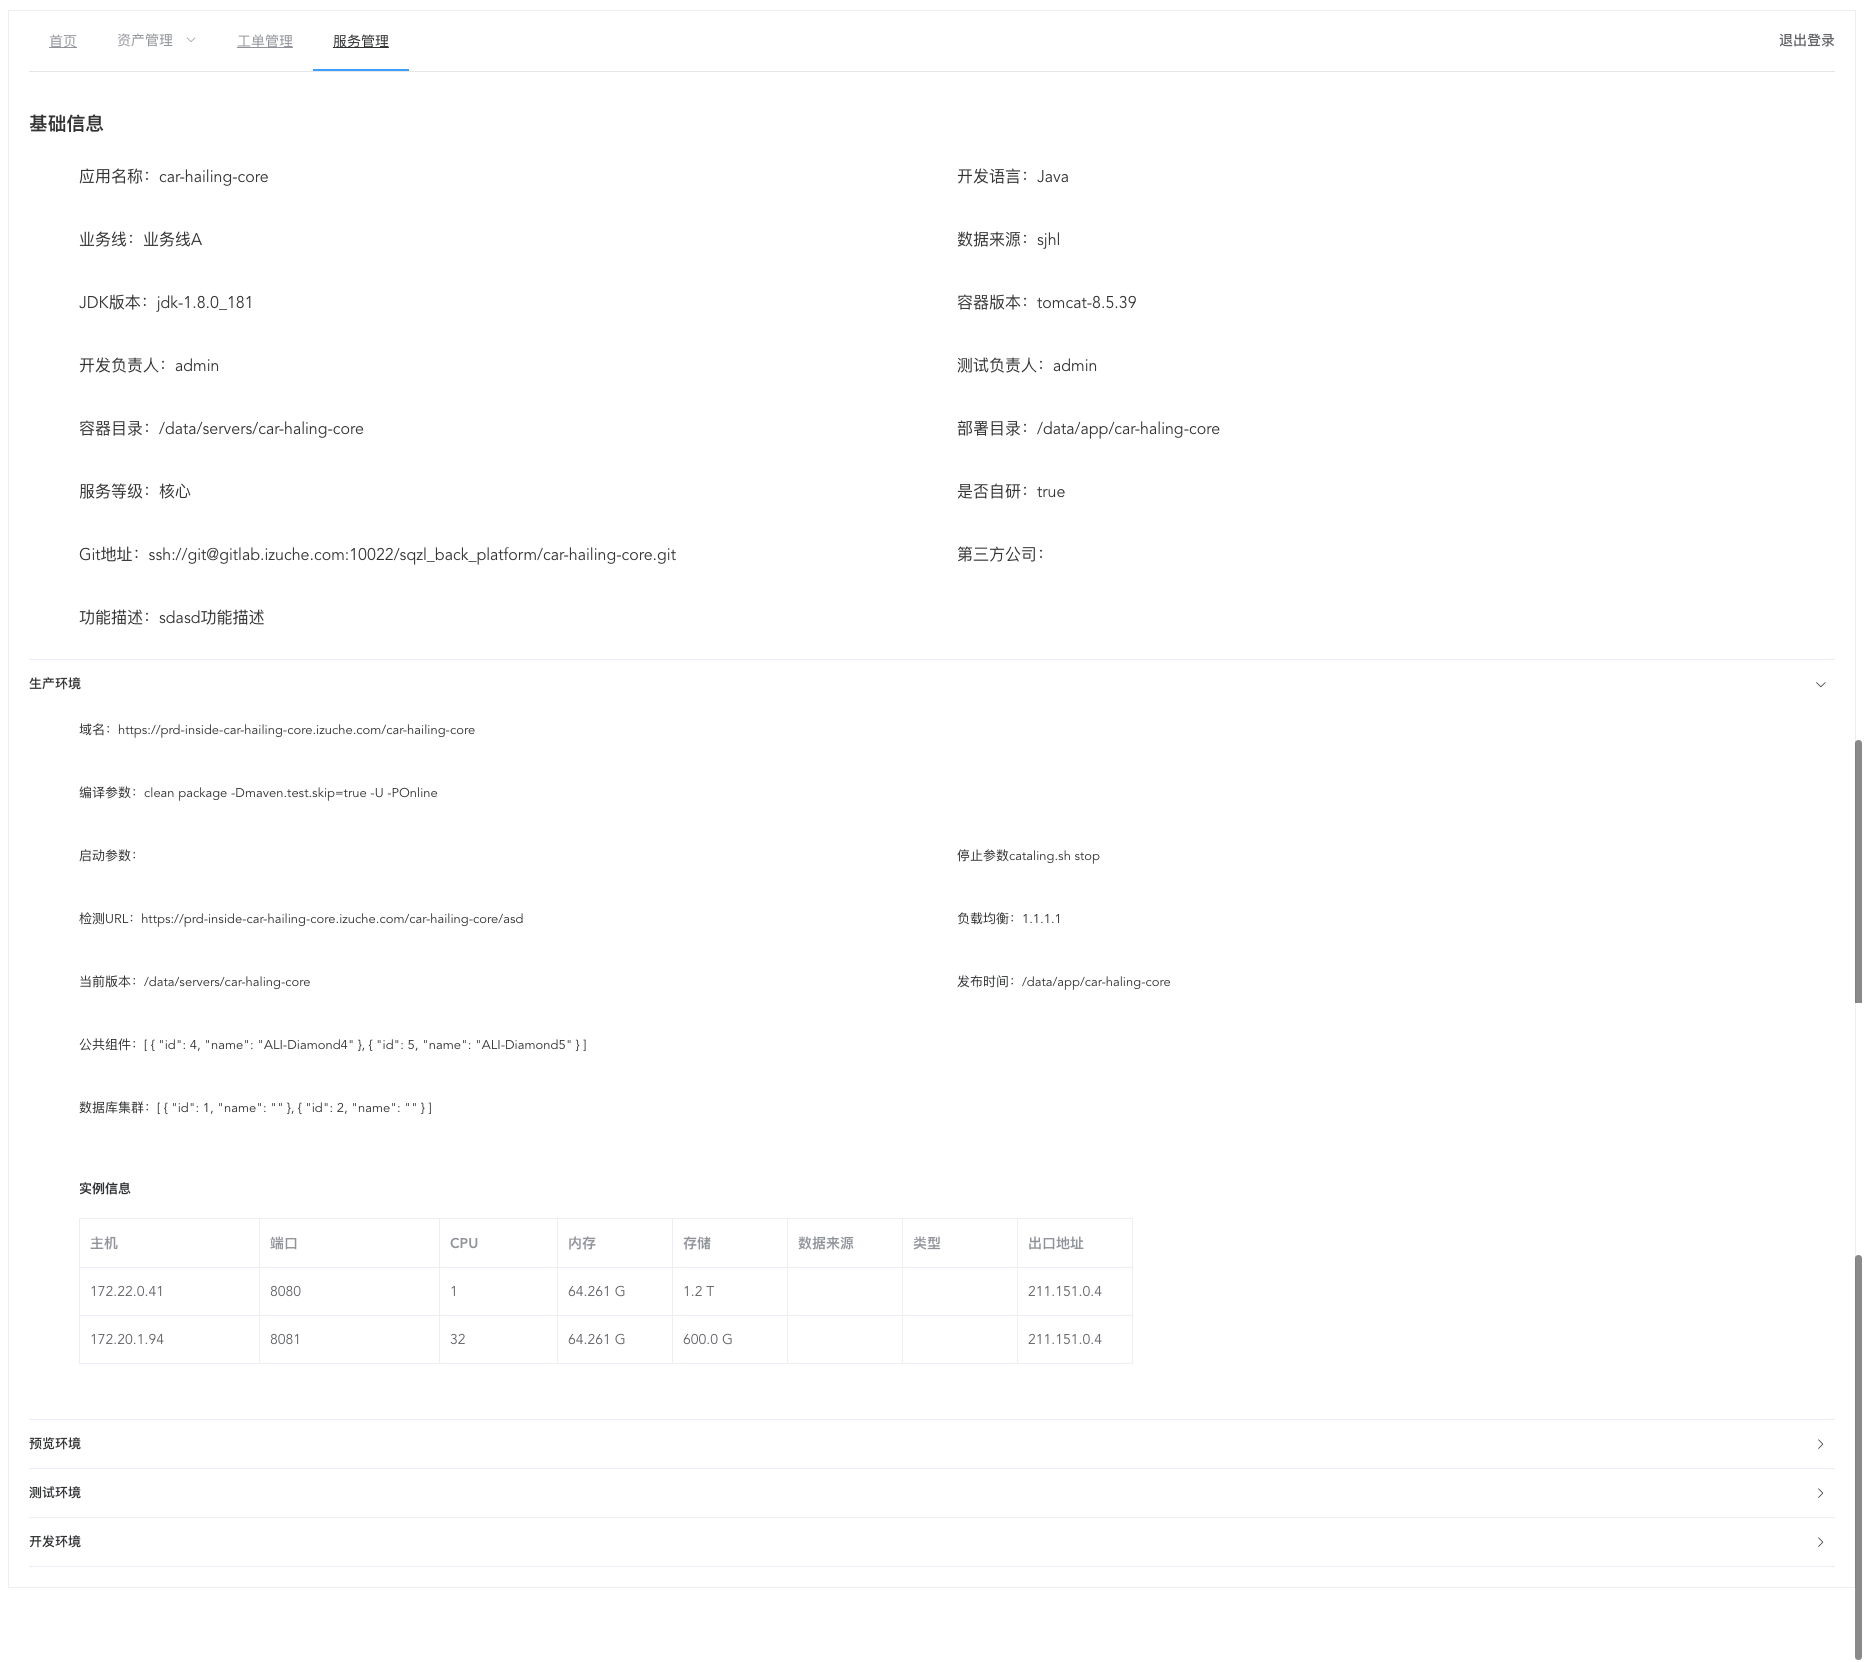 首页 资产管理 工单管理 服务管理 退出登录
基础信息
应用名称：car-hailing-core 开发语言：Java
业务线：业务线A 数据来源：sjhl
JDK版本：jdk-1.8.0_181 容器版本：tomcat-8.5.39
开发负责人：admin 测试负责人：admin
容器目录：/data/servers/car-haling-core 部署目录：/data/app/car-haling-core
服务等级：核心 是否自研：true
Git地址：ssh://git@gitlab.izuche.com:10022/sqzl_back_platform/car-hailing-core.git 第三方公司：
功能描述：sdasd功能描述
生产环境
域名：https://prd-inside-car-hailing-core.izuche.com/car-hailing-core
编译参数：clean package -Dmaven.test.skip=true -U -POnline
启动参数： 停止参数cataling.sh stop
检测URL：https://prd-inside-car-hailing-core.izuche.com/car-hailing-core/asd 负载均衡：1.1.1.1
当前版本：/data/servers/car-haling-core 发布时间：/data/app/car-haling-core
公共组件：[ { "id": 4, "name": "ALI-Diamond4" }, { "id": 5, "name": "ALI-Diamond5" } ]
数据库集群：[ { "id": 1, "name": "" }, { "id": 2, "name": "" } ]
实例信息
主机 端口 CPU 内存 存储 数据来源 类型 出口地址
172.22.0.41 8080 1 64.261 G 1.2 T 211.151.0.4
172.20.1.94 8081 32 64.261 G 600.0 G 211.151.0.4
预览环境
测试环境
开发环境